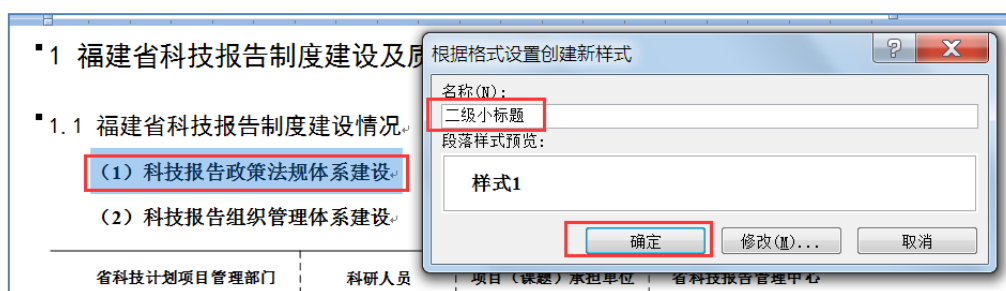 1 福建省科技报告制度建设及
1.1 福建省科技报告制度建设情况
（1）科技报告政策法规体系建设
（2）科技报告组织管理体系建设
省科技计划项目管理部门 科研人员 项目（课题）承担单位 省科技报告管理中心
根据格式设置创建新样式
名称(N):
二级小标题
段落样式预览:
样式1
确定 修改(M)... 取消